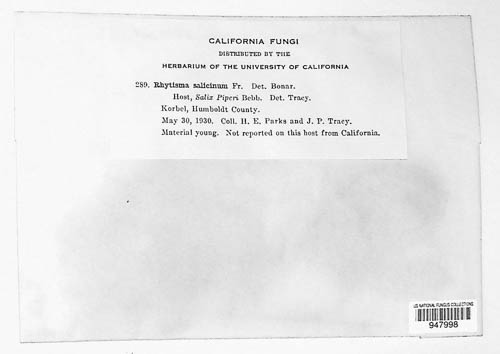 CALIFORNIA FUNGI
DISTRIBUTED BY THE
HERBARIUM OF THE UNIVERSITY OF CALIFORNIA
289. Rhytisma salicinum Fr. Det. Bonar.
Host, Salix Piperi Bebb. Det. Tracy.
Korbel, Humboldt County.
May 30, 1930. Coll. H. E. Parks and J. P. Tracy.
Material young. Not reported on this host from California.
US NATIONAL FUNGUS COLLECTIONS
947998